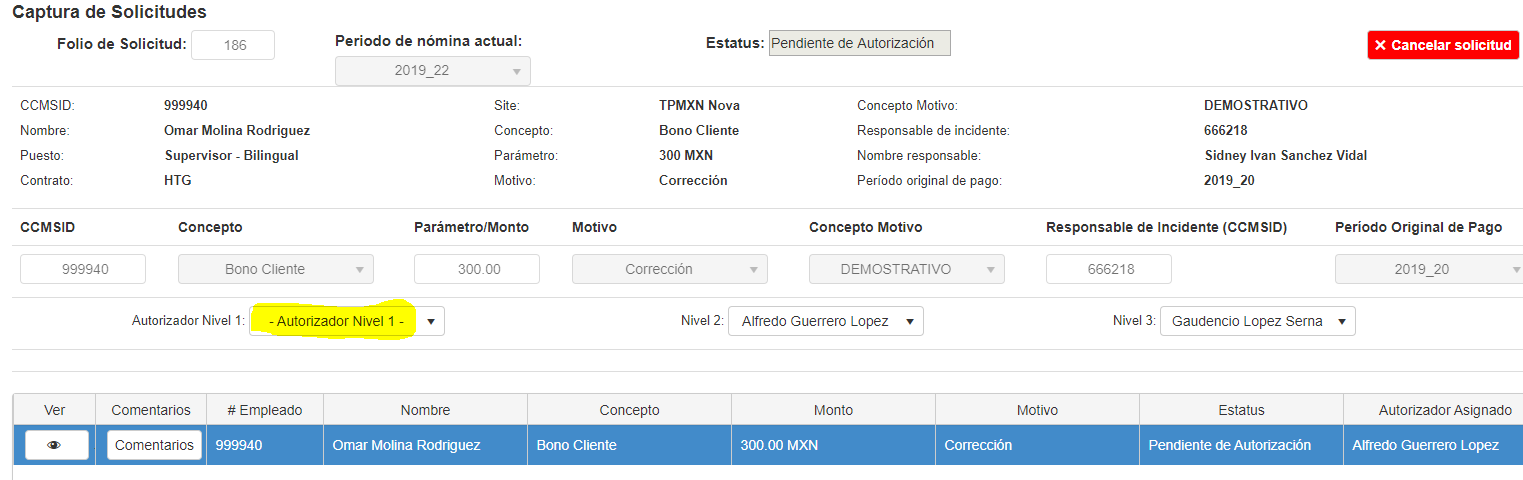 Captura de Solicitudes
Folio de Solicitud: 186 Periodo de nómina actual: 2019_22 Estatus: Pendiente de Autorización ✕ Cancelar solicitud
CCMSID: 999940 Site: TPMXN Nova Concepto Motivo: DEMOSTRATIVO
Nombre: Omar Molina Rodriguez Concepto: Bono Cliente Responsable de incidente: 666218
Puesto: Supervisor - Bilingual Parámetro: 300 MXN Nombre responsable: Sidney Ivan Sanchez Vidal
Contrato: HTG Motivo: Corrección Período original de pago: 2019_20
CCMSID Concepto Parámetro/Monto Motivo Concepto Motivo Responsable de Incidente (CCMSID) Período Original de Pago
999940 Bono Cliente 300.00 Corrección DEMOSTRATIVO 666218 2019_20
Autorizador Nivel 1: - Autorizador Nivel 1 - Nivel 2: Alfredo Guerrero Lopez Nivel 3: Gaudencio Lopez Serna
Ver Comentarios # Empleado Nombre Concepto Monto Motivo Estatus Autorizador Asignado
Comentarios 999940 Omar Molina Rodriguez Bono Cliente 300.00 MXN Corrección Pendiente de Autorización Alfredo Guerrero Lopez